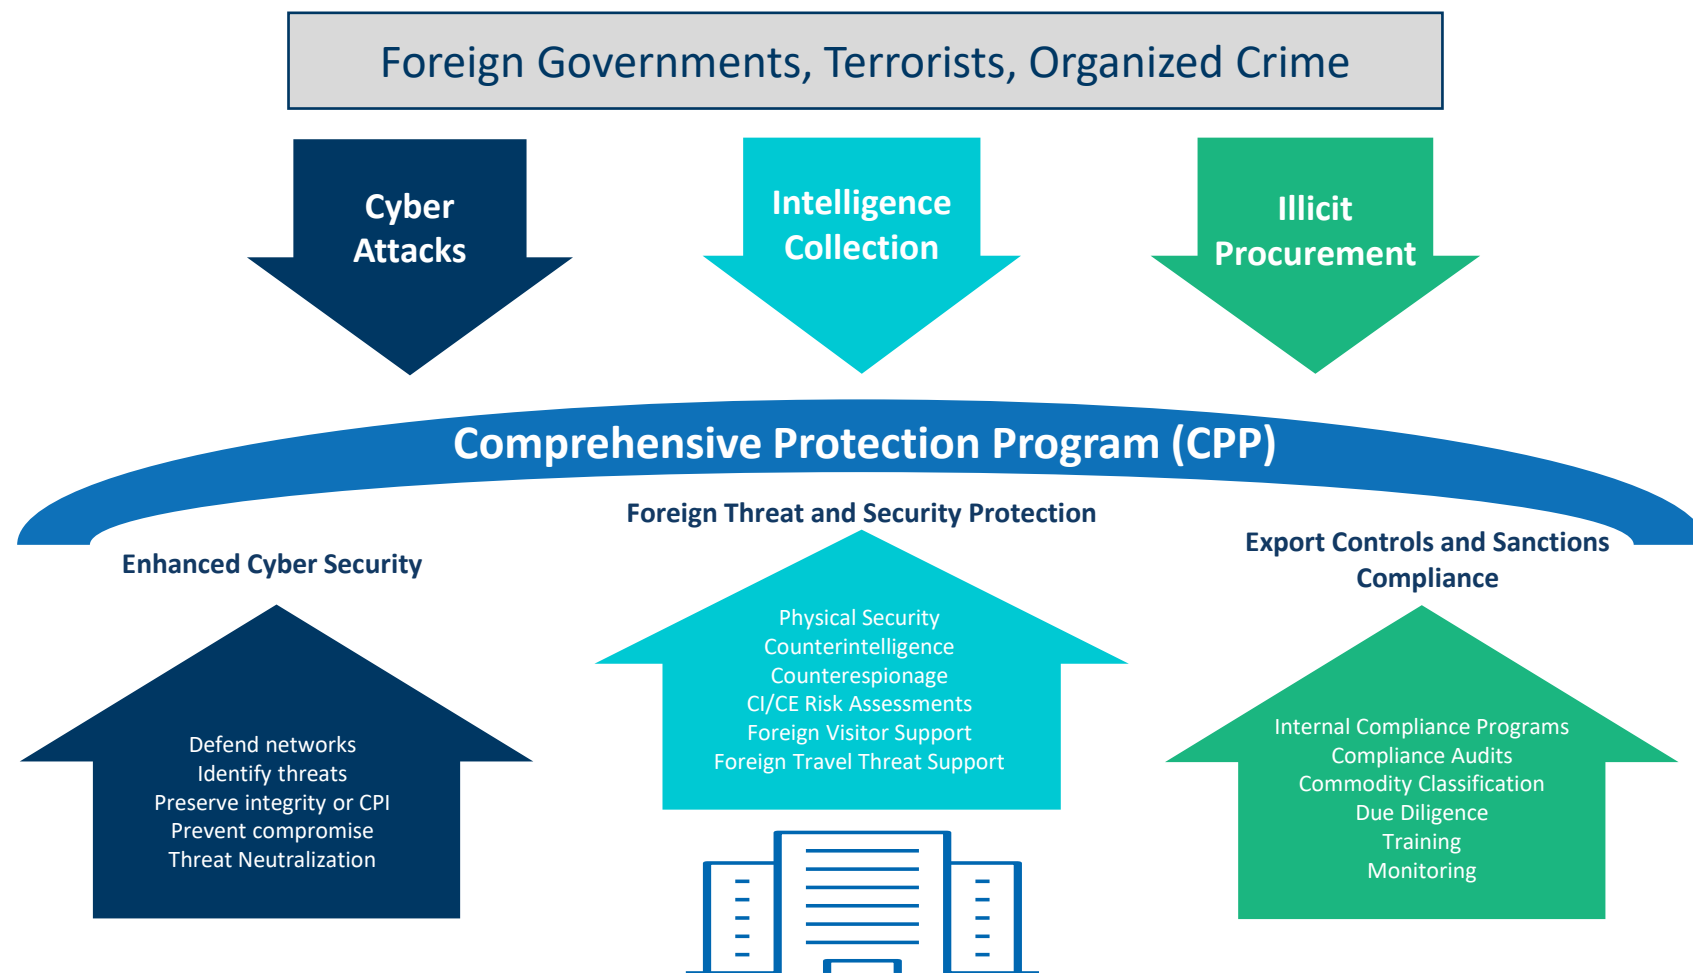 Foreign Governments, Terrorists, Organized Crime
Cyber
Attacks
Intelligence
Collection
Illicit
Procurement
Comprehensive Protection Program (CPP)
Enhanced Cyber Security
Defend networks
Identify threats
Preserve integrity or CPI
Prevent compromise
Threat Neutralization
Foreign Threat and Security Protection
Physical Security
Counterintelligence
Counterespionage
CI/CE Risk Assessments
Foreign Visitor Support
Foreign Travel Threat Support
Export Controls and Sanctions
Compliance
Internal Compliance Programs
Compliance Audits
Commodity Classification
Due Diligence
Training
Monitoring